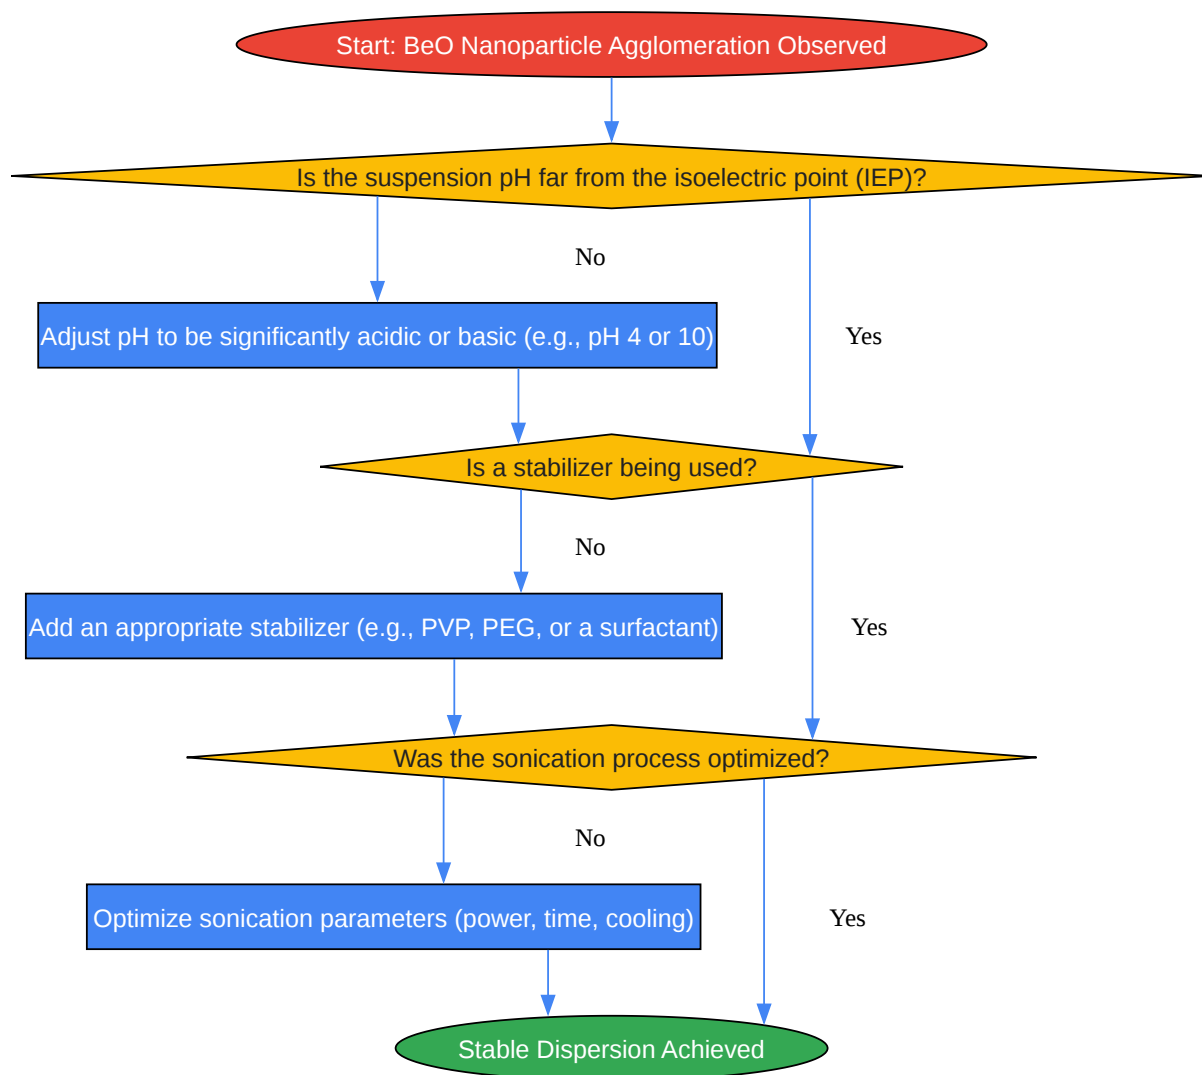 Start: BeO Nanoparticle Agglomeration Observed
Is the suspension pH far from the isoelectric point (IEP)?
No
Adjust pH to be significantly acidic or basic (e.g., pH 4 or 10)
Yes
Is a stabilizer being used?
No
Add an appropriate stabilizer (e.g., PVP, PEG, or a surfactant)
Yes
Was the sonication process optimized?
No
Optimize sonication parameters (power, time, cooling)
Yes
Stable Dispersion Achieved